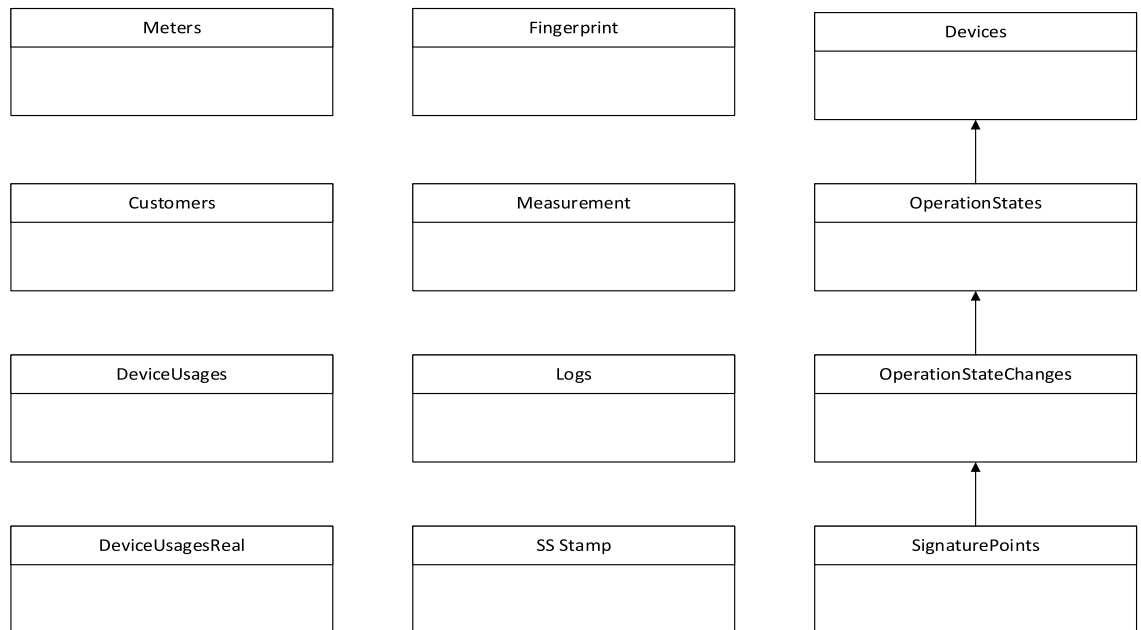 Meters
Fingerprint
Devices
Customers
Measurement
OperationStates
DeviceUsages
Logs
OperationStateChanges
DeviceUsagesReal
SS Stamp
SignaturePoints